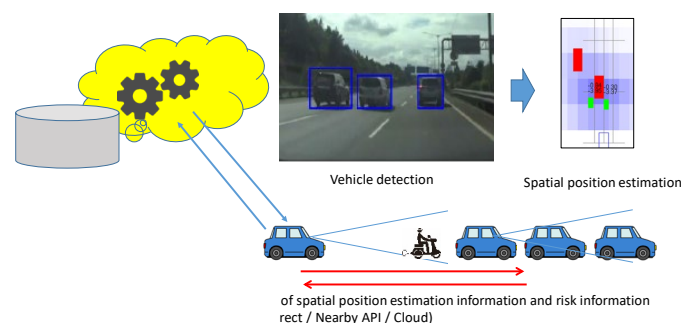 Vehicle detection
Spatial position estimation
of spatial position estimation information and risk information
rect / Nearby API / Cloud)